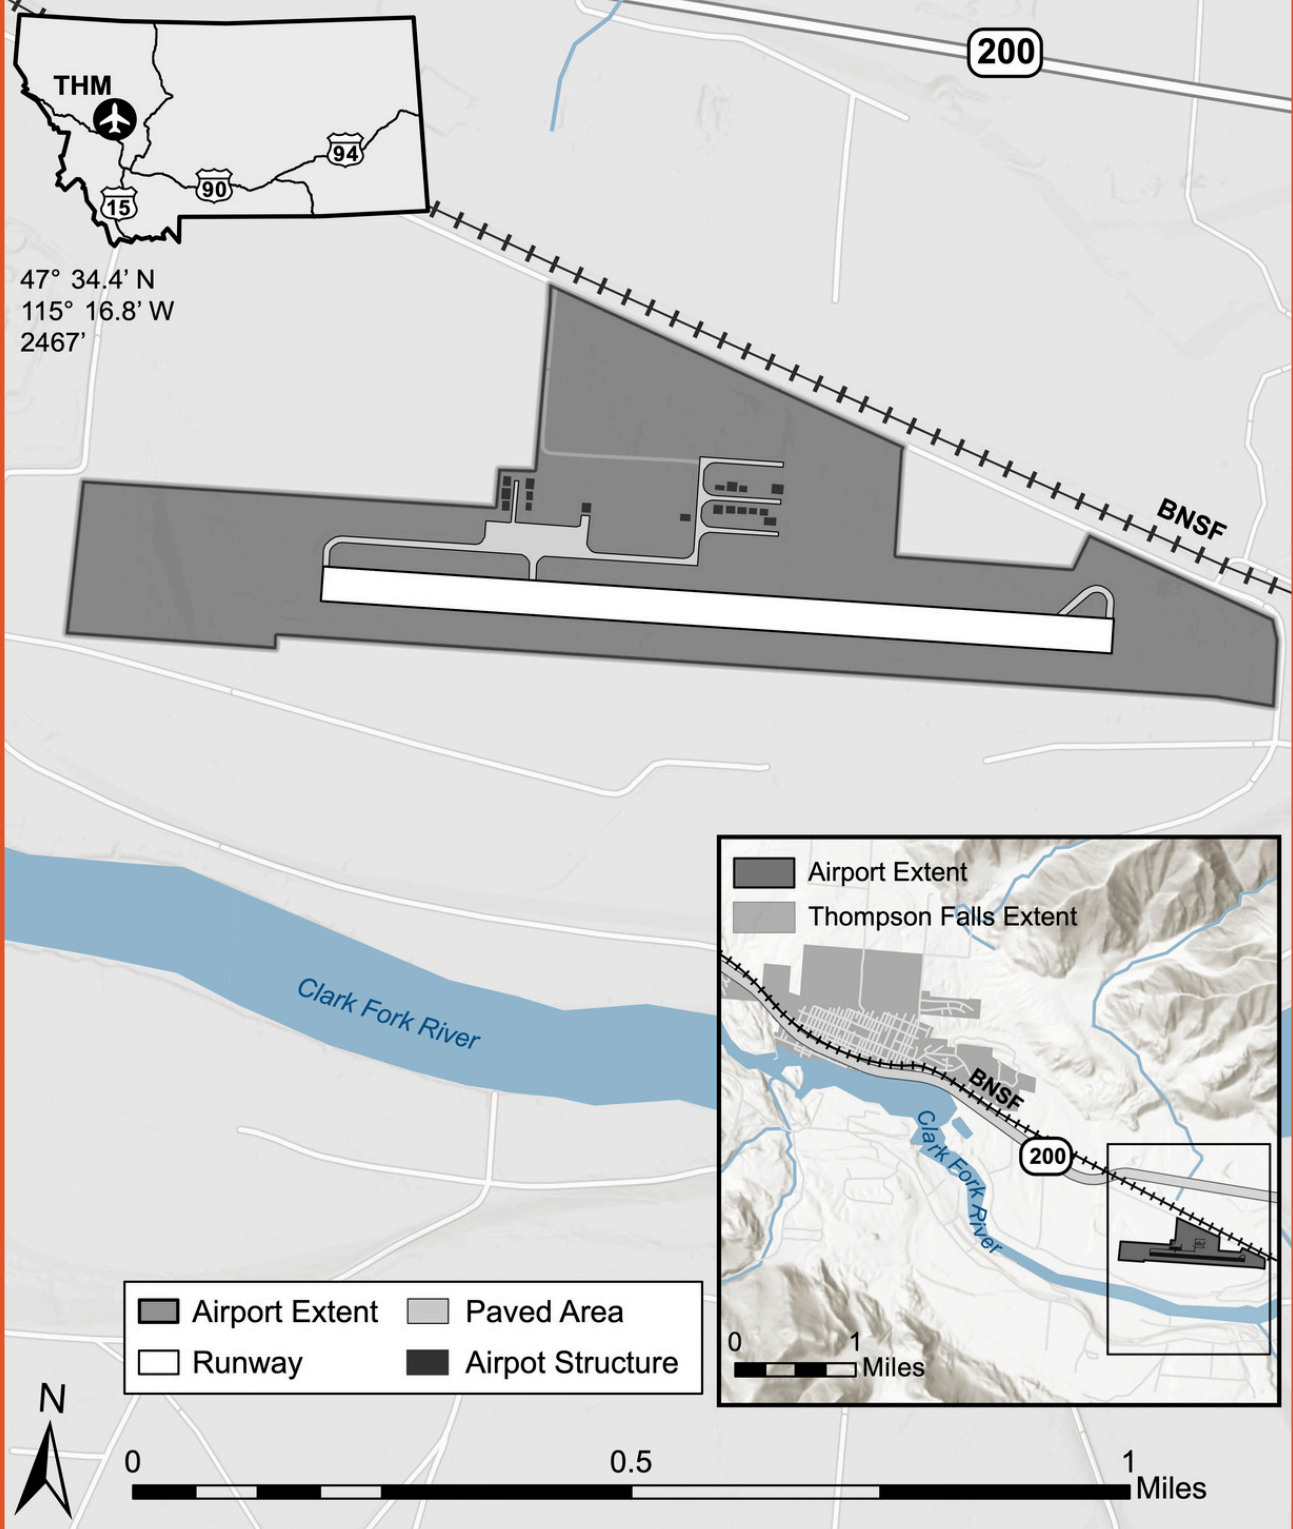 200
THM
94
90
15
47° 34.4' N
115° 16.8' W
2467'
BNSF
Clark Fork River
Airport Extent
Thompson Falls Extent
BNSF
200
Clark Fork River
0 1
Miles
Airport Extent Paved Area
Runway Airpot Structure
N
0 0.5 1
Miles